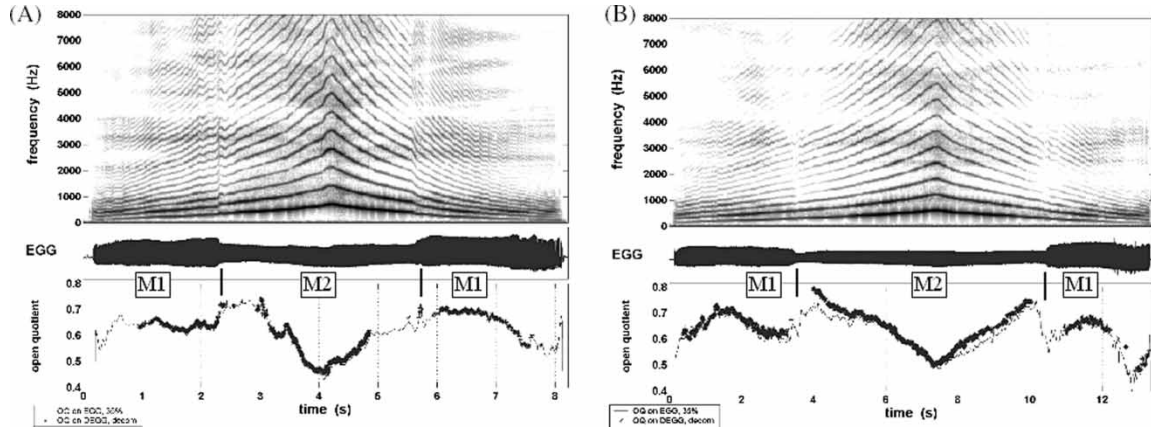 (A)
8000
7000
6000
5000
4000
3000
2000
1000
0
frequency (Hz)
EGG
M1 M2 M1
0.8
0.7
0.6
0.5
0.4
open quotient
0 1 2 3 4 5 6 7 8
time (s)
OQ on EGG, 35%
OQ on DEGG, decom
(B)
8000
7000
6000
5000
4000
3000
2000
1000
0
frequency (Hz)
EGG
M1 M2 M1
0.8
0.7
0.6
0.5
0.4
open quotient
0 2 4 6 8 10 12
time (s)
OQ on EGG, 35%
OQ on DEGG, decom